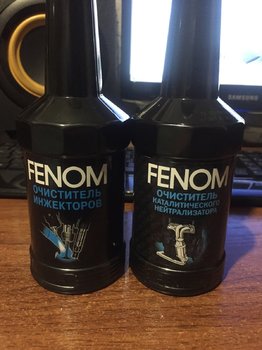 SAMSUNG
FENOM
ОЧИСТИТЕЛЬ
ИНЖЕКТОРОВ
FENOM
ОЧИСТИТЕЛЬ
КАТАЛИТИЧЕСКОГО
НЕЙТРАЛИЗАТОРА